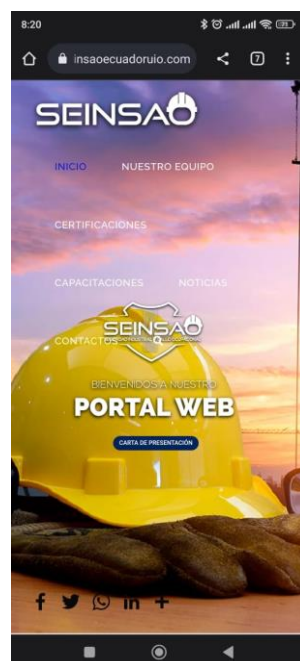 8:20
insaoecuadoruio.com
7
SEINSAO
INICIO NUESTRO EQUIPO
CERTIFICACIONES
CAPACITACIONES NOTICIAS
SEINSAO
CONTACTOS
BIENVENIDOS A NUESTRO
PORTAL WEB
CARTA DE PRESENTACIÓN